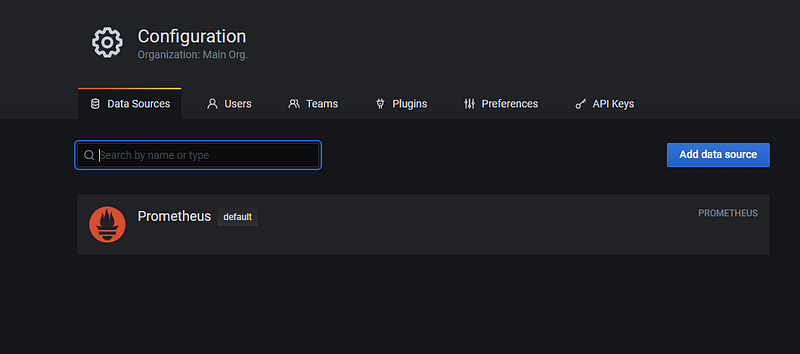 Configuration
Organization: Main Org.
Data Sources
Users
Teams
Plugins
Preferences
API Keys
Search by name or type
Add data source
Prometheus default
PROMETHEUS